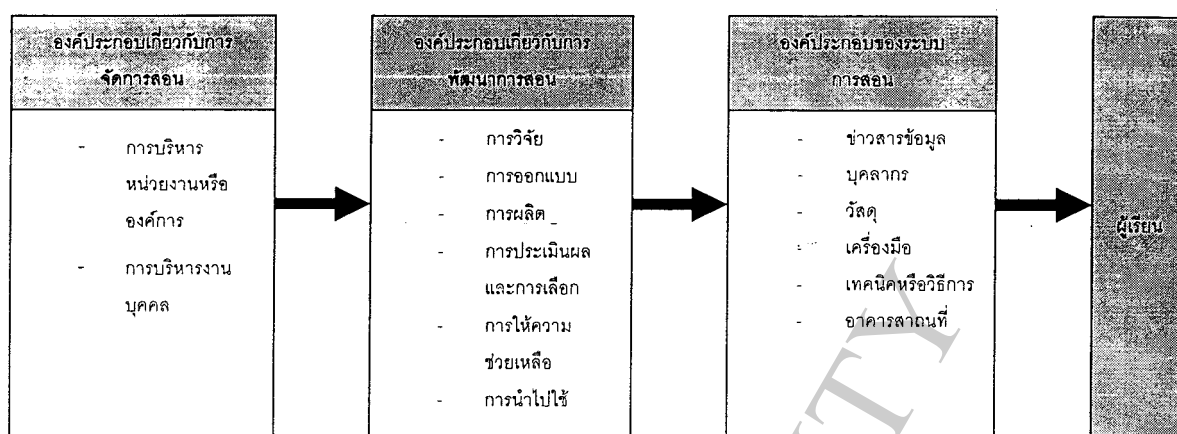 องค์ประกอบเกี่ยวกับการ
จัดการสอน
- การบริหาร
หน่วยงานหรือ
องค์การ
- การบริหารงาน
บุคคล
องค์ประกอบเกี่ยวกับการ
พัฒนาการสอน
- การวิจัย
- การออกแบบ
- การผลิต
- การประเมินผล
และการเลือก
- การให้ความ
ช่วยเหลือ
- การนำไปใช้
องค์ประกอบของระบบ
การสอน
- ข่าวสารข้อมูล
- บุคลากร
- วัสดุ
- เครื่องมือ
- เทคนิคหรือวิธีการ
- อาคารสถานที่
ผู้เรียน
ITY